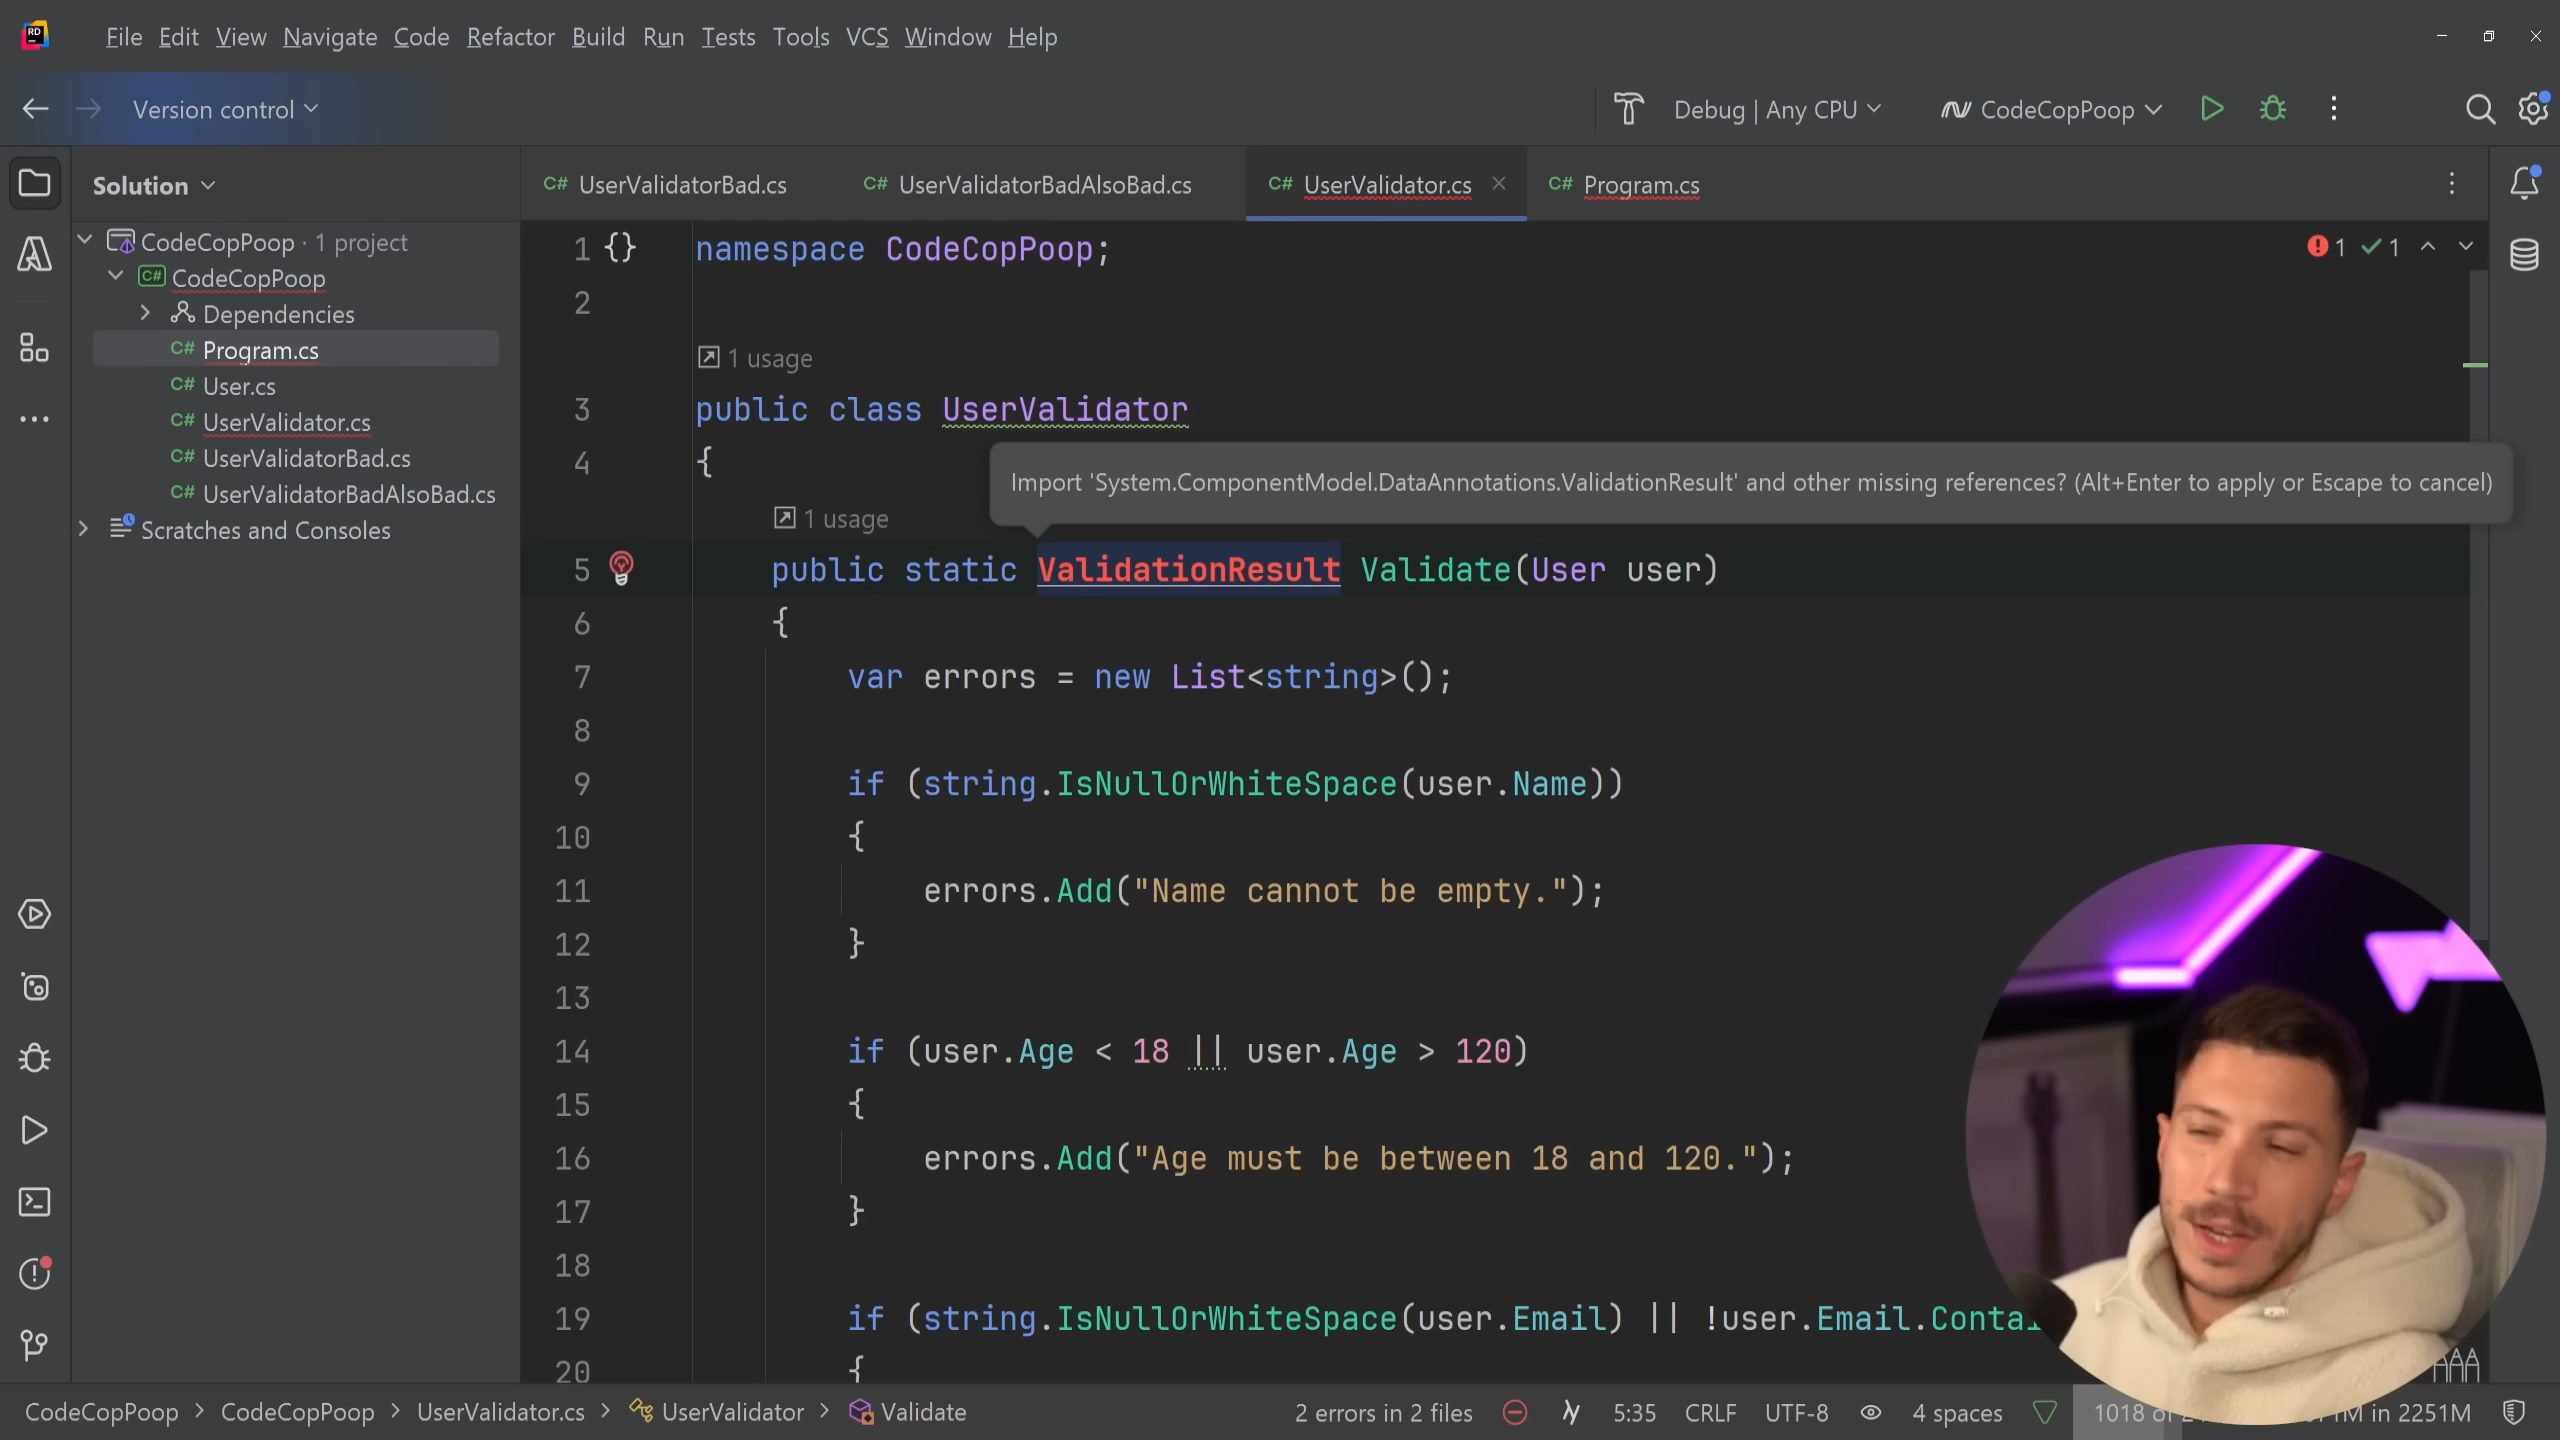 RD File Edit View Navigate Code Refactor Build Run Tests Tools VCS Window Help
Version control Debug | Any CPU CodeCopPoop
Solution
C# UserValidatorBad.cs C# UserValidatorBadAlsoBad.cs C# UserValidator.cs C# Program.cs
CodeCopPoop · 1 project
C# CodeCopPoop
Dependencies
C# Program.cs
C# User.cs
C# UserValidator.cs
C# UserValidatorBad.cs
C# UserValidatorBadAlsoBad.cs
Scratches and Consoles
1 1
1 {} namespace CodeCopPoop;
2
1 usage
3 public class UserValidator
4 {
Import 'System.ComponentModel.DataAnnotations.ValidationResult' and other missing references? (Alt+Enter to apply or Escape to cancel)
1 usage
5 public static ValidationResult Validate(User user)
6 {
7 var errors = new List<string>();
8
9 if (string.IsNullOrWhiteSpace(user.Name))
10 {
11 errors.Add("Name cannot be empty.");
12 }
13
14 if (user.Age < 18 || user.Age > 120)
15 {
16 errors.Add("Age must be between 18 and 120.");
17 }
18
19 if (string.IsNullOrWhiteSpace(user.Email) || !user.Email.Contai
20 {
CodeCopPoop > CodeCopPoop > UserValidator.cs > UserValidator > Validate
2 errors in 2 files 5:35 CRLF UTF-8 4 spaces 1018 of in 2251M